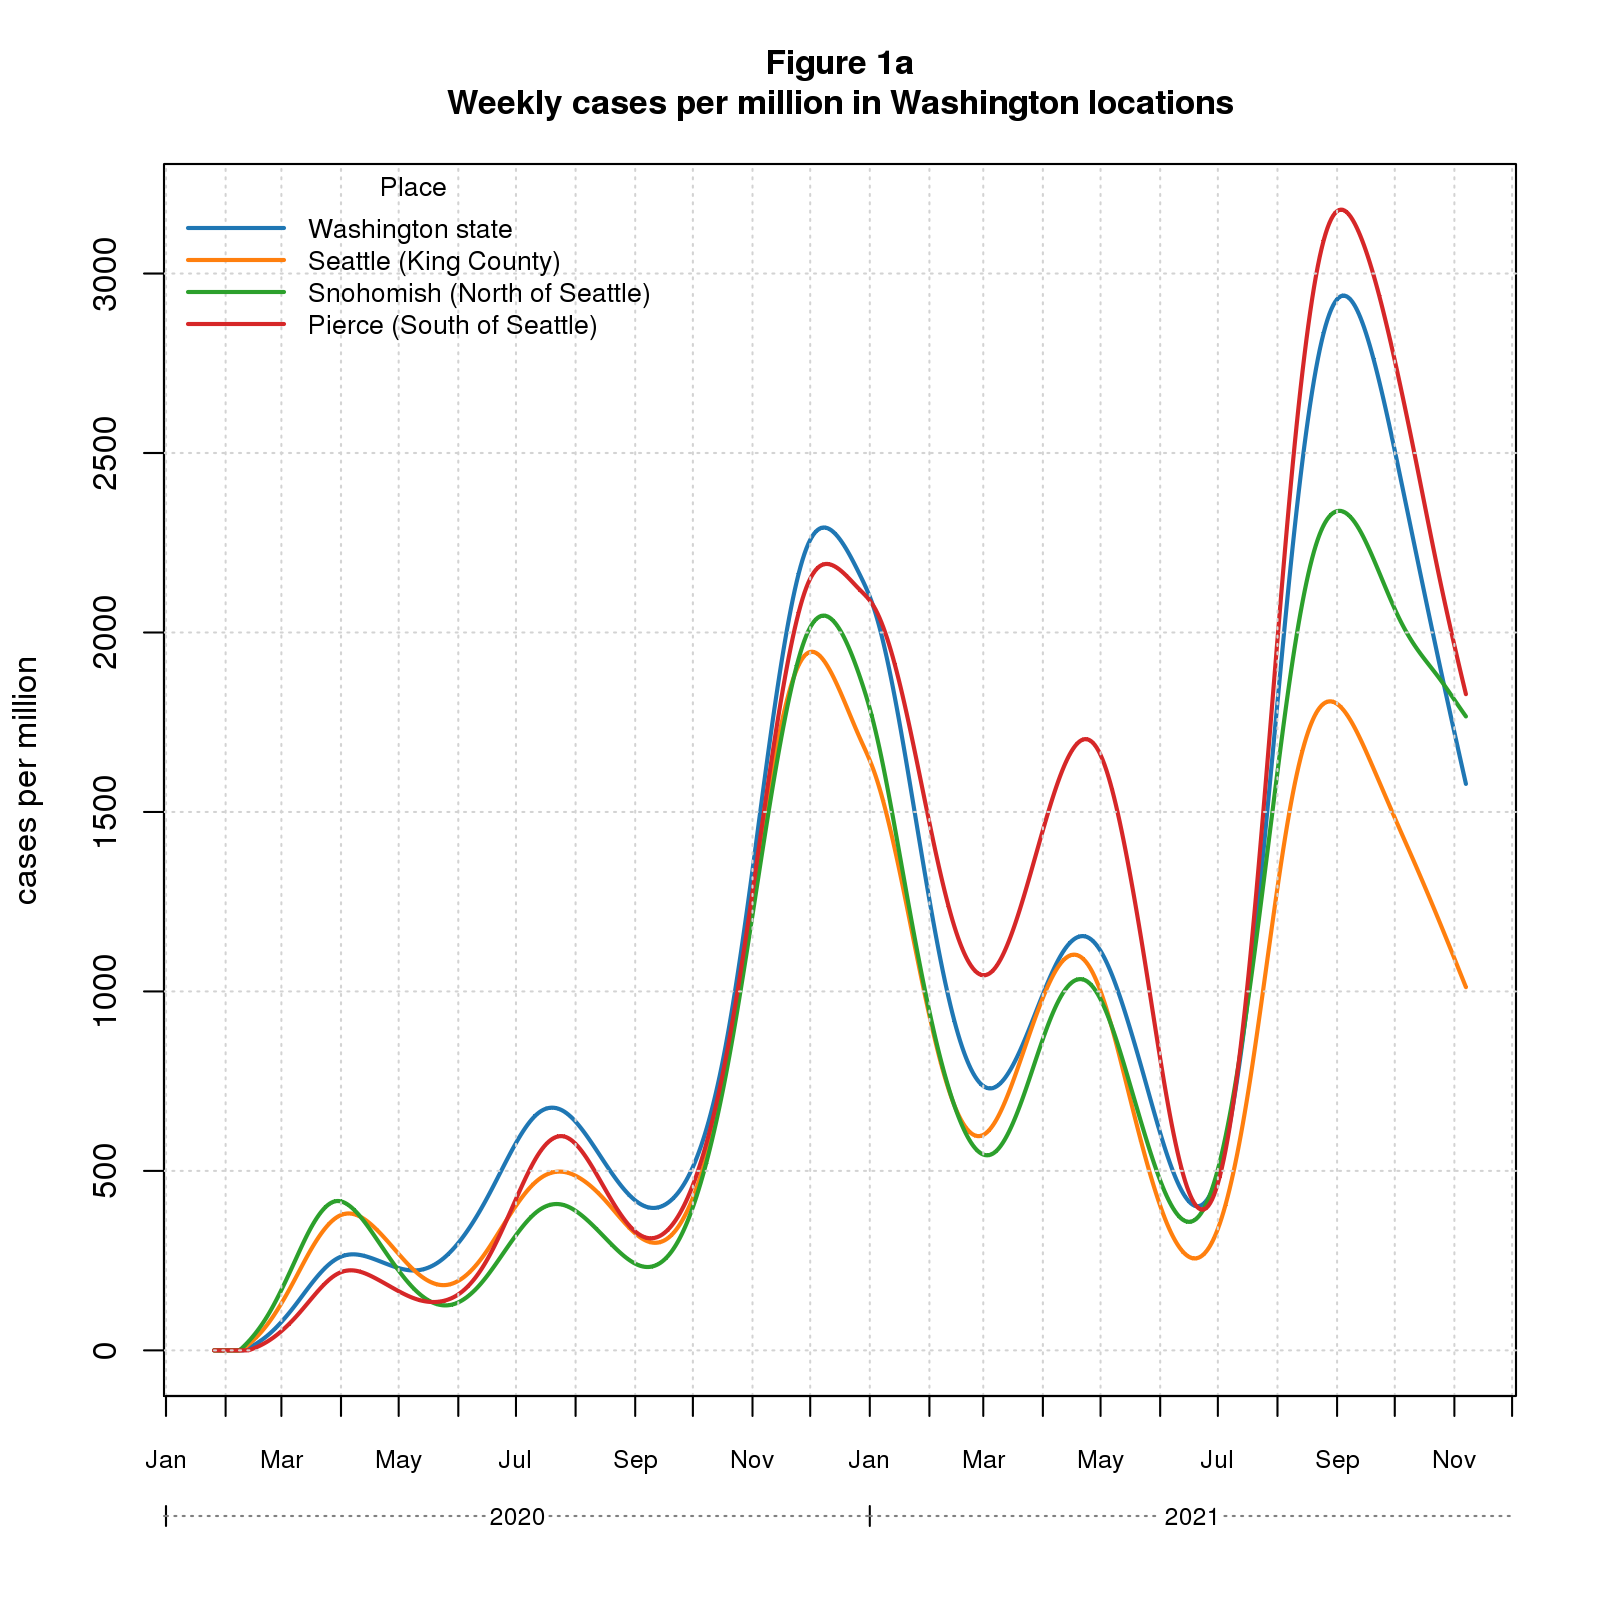 Figure 1a
Weekly cases per million in Washington locations
Place
Washington state
Seattle (King County)
Snohomish (North of Seattle)
Pierce (South of Seattle)
cases per million
3000
2500
2000
1500
1000
500
0
Jan Mar May Jul Sep Nov Jan Mar May Jul Sep Nov
2020 2021